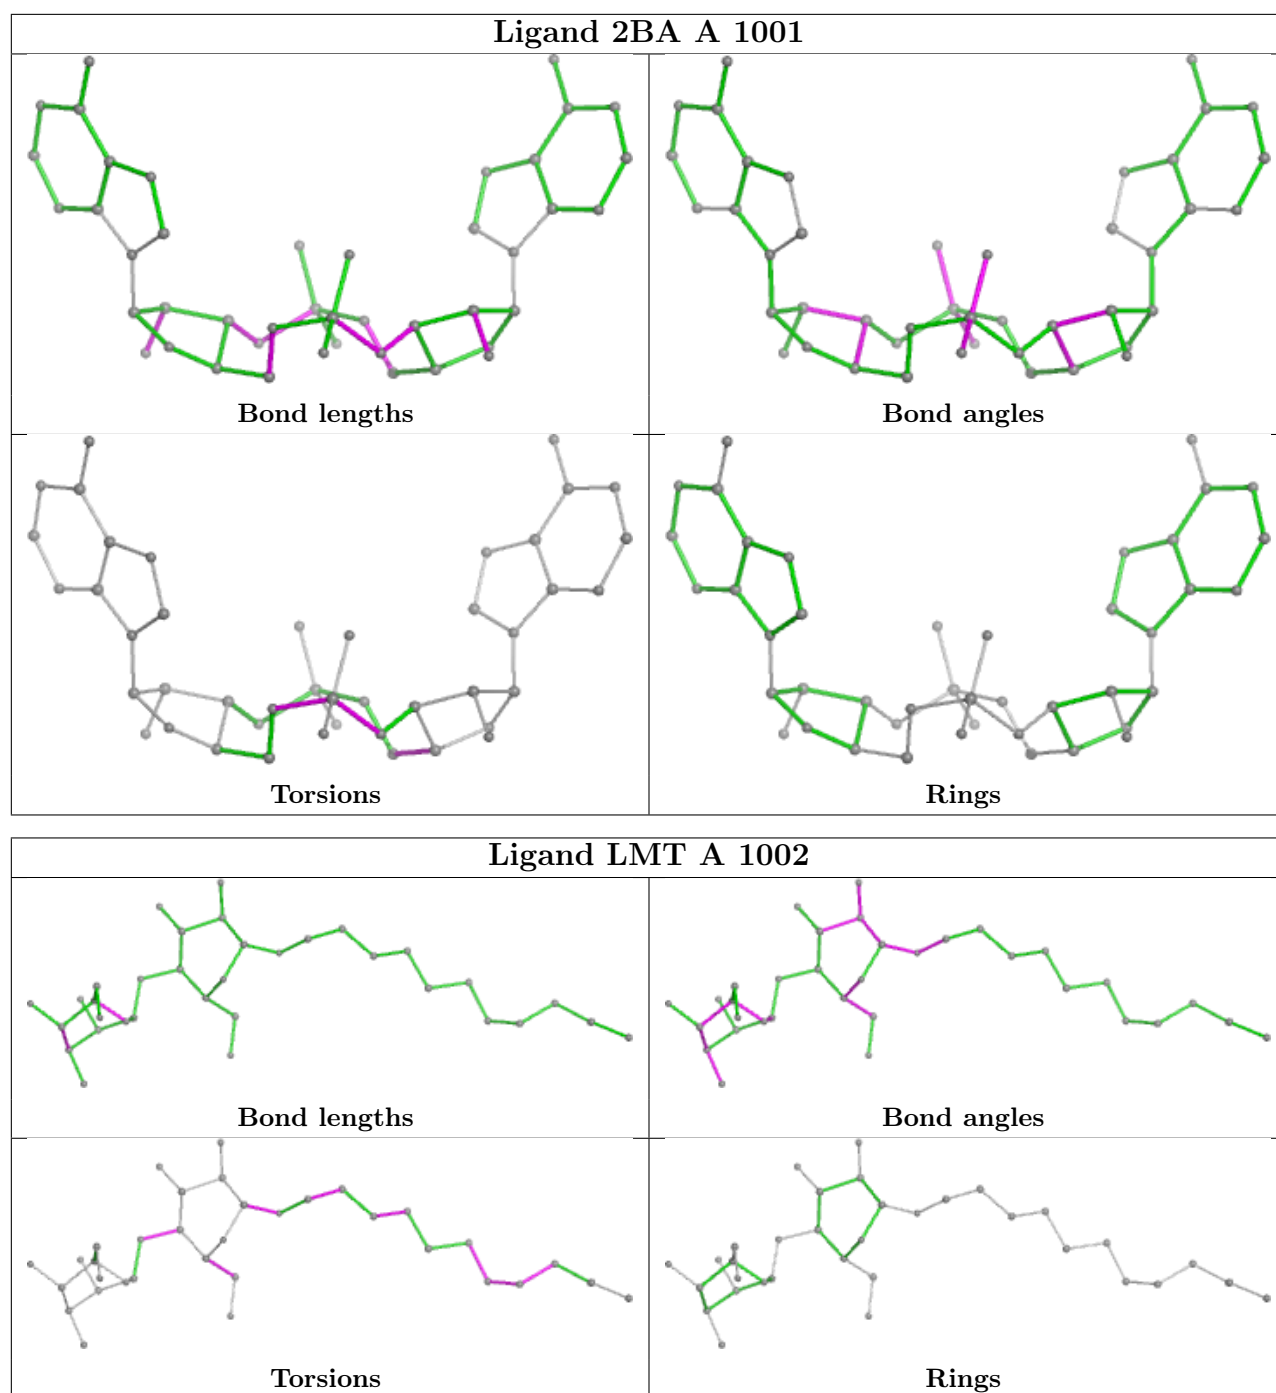 Ligand 2BA A 1001
Bond lengths
Bond angles
Torsions
Rings
Ligand LMT A 1002
Bond lengths
Bond angles
Torsions
Rings